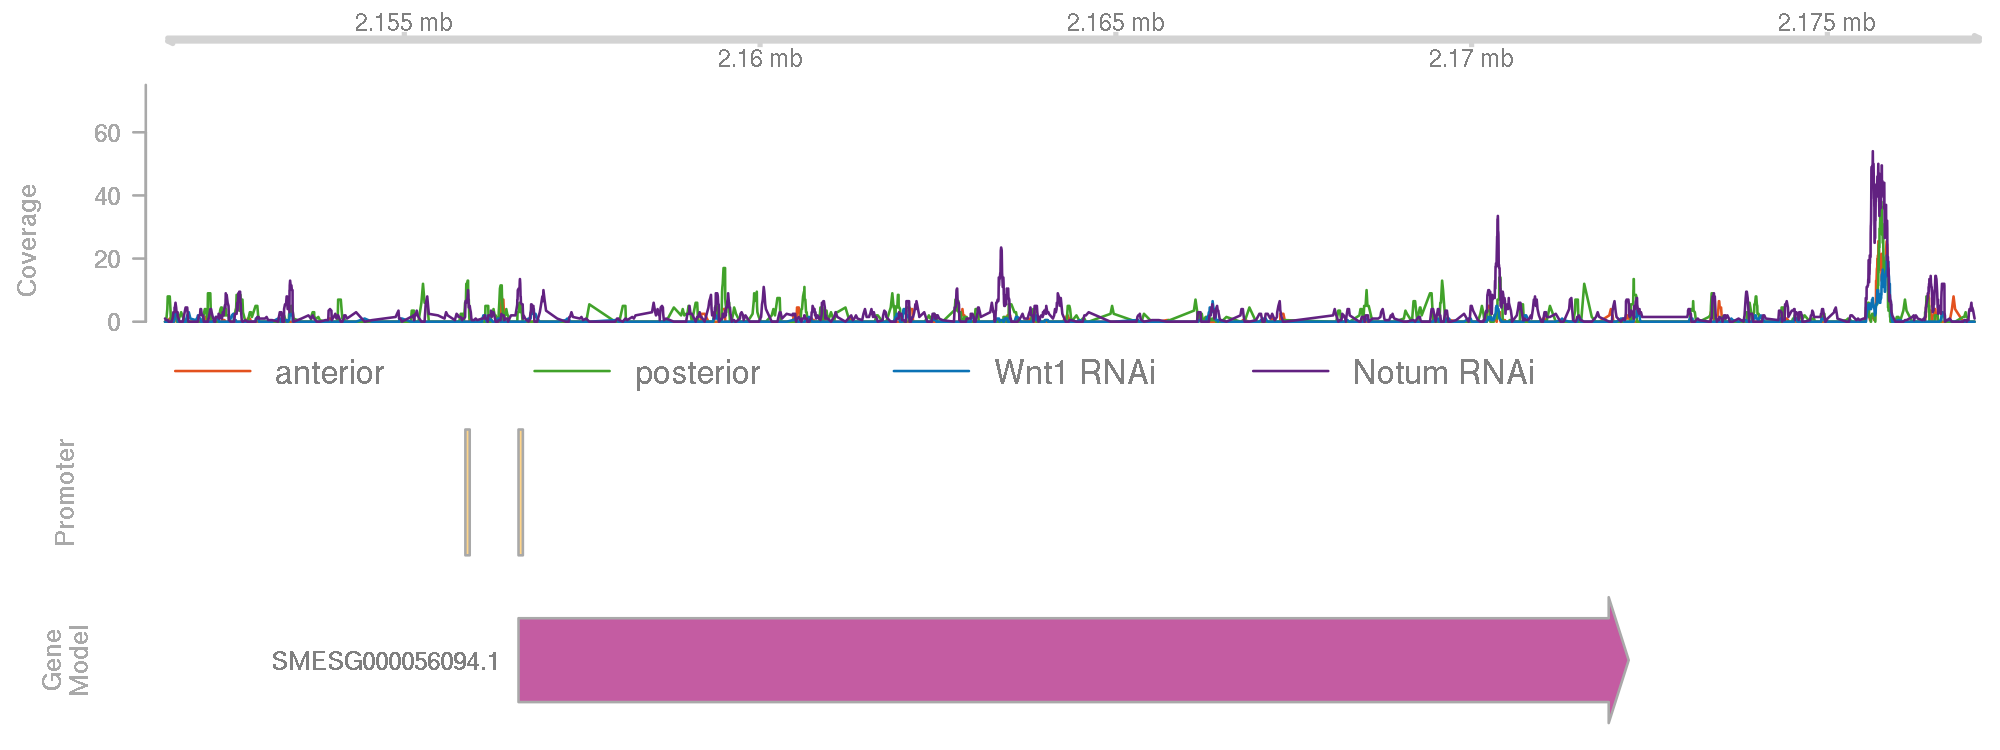 2.155 mb
2.165 mb
2.175 mb
2.16 mb
2.17 mb
Coverage
60
40
20
0
anterior
posterior
Wnt1 RNAi
Notum RNAi
Promoter
Gene
Model
SMESG000056094.1